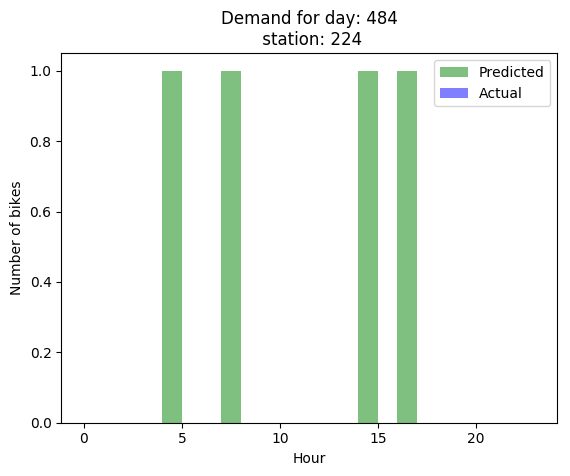 Demand for day: 484
station: 224
Predicted
Actual
1.0
0.8
0.6
0.4
0.2
0.0
Number of bikes
0
5
10
15
20
Hour